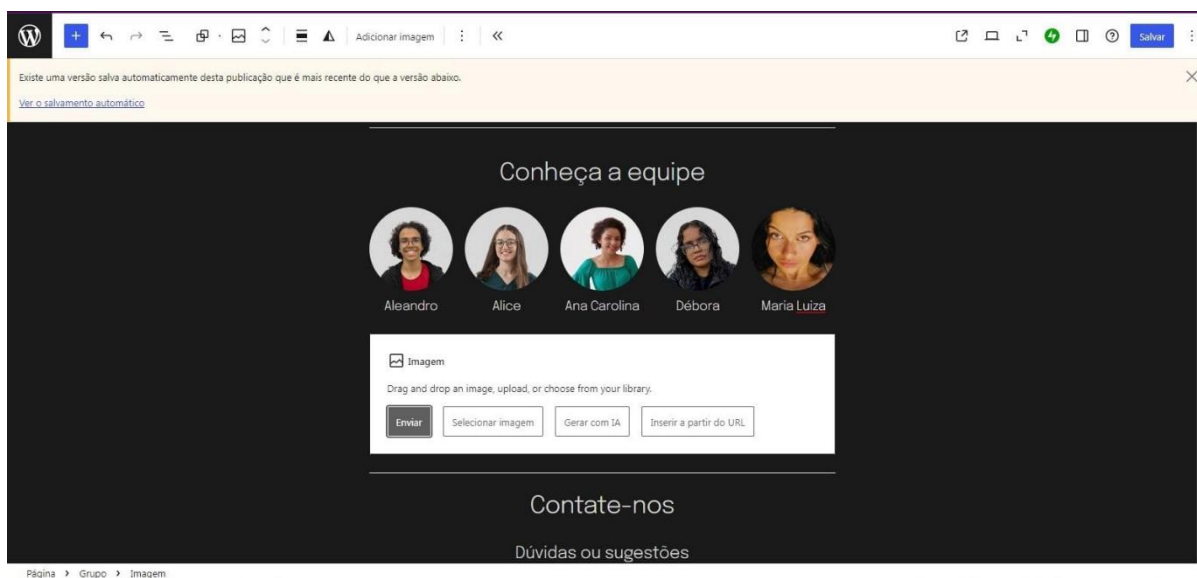 Adicionar imagem
Salvar
Existe uma versão salva automaticamente desta publicação que é mais recente do que a versão abaixo.
Ver o salvamento automático
Conheça a equipe
Aleandro Alice Ana Carolina Débora Maria Luiza
Imagem
Drag and drop an image, upload, or choose from your library.
Enviar Selecionar imagem Gerar com IA Inserir a partir do URL
Contate-nos
Dúvidas ou sugestões
Página > Grupo > Imagem